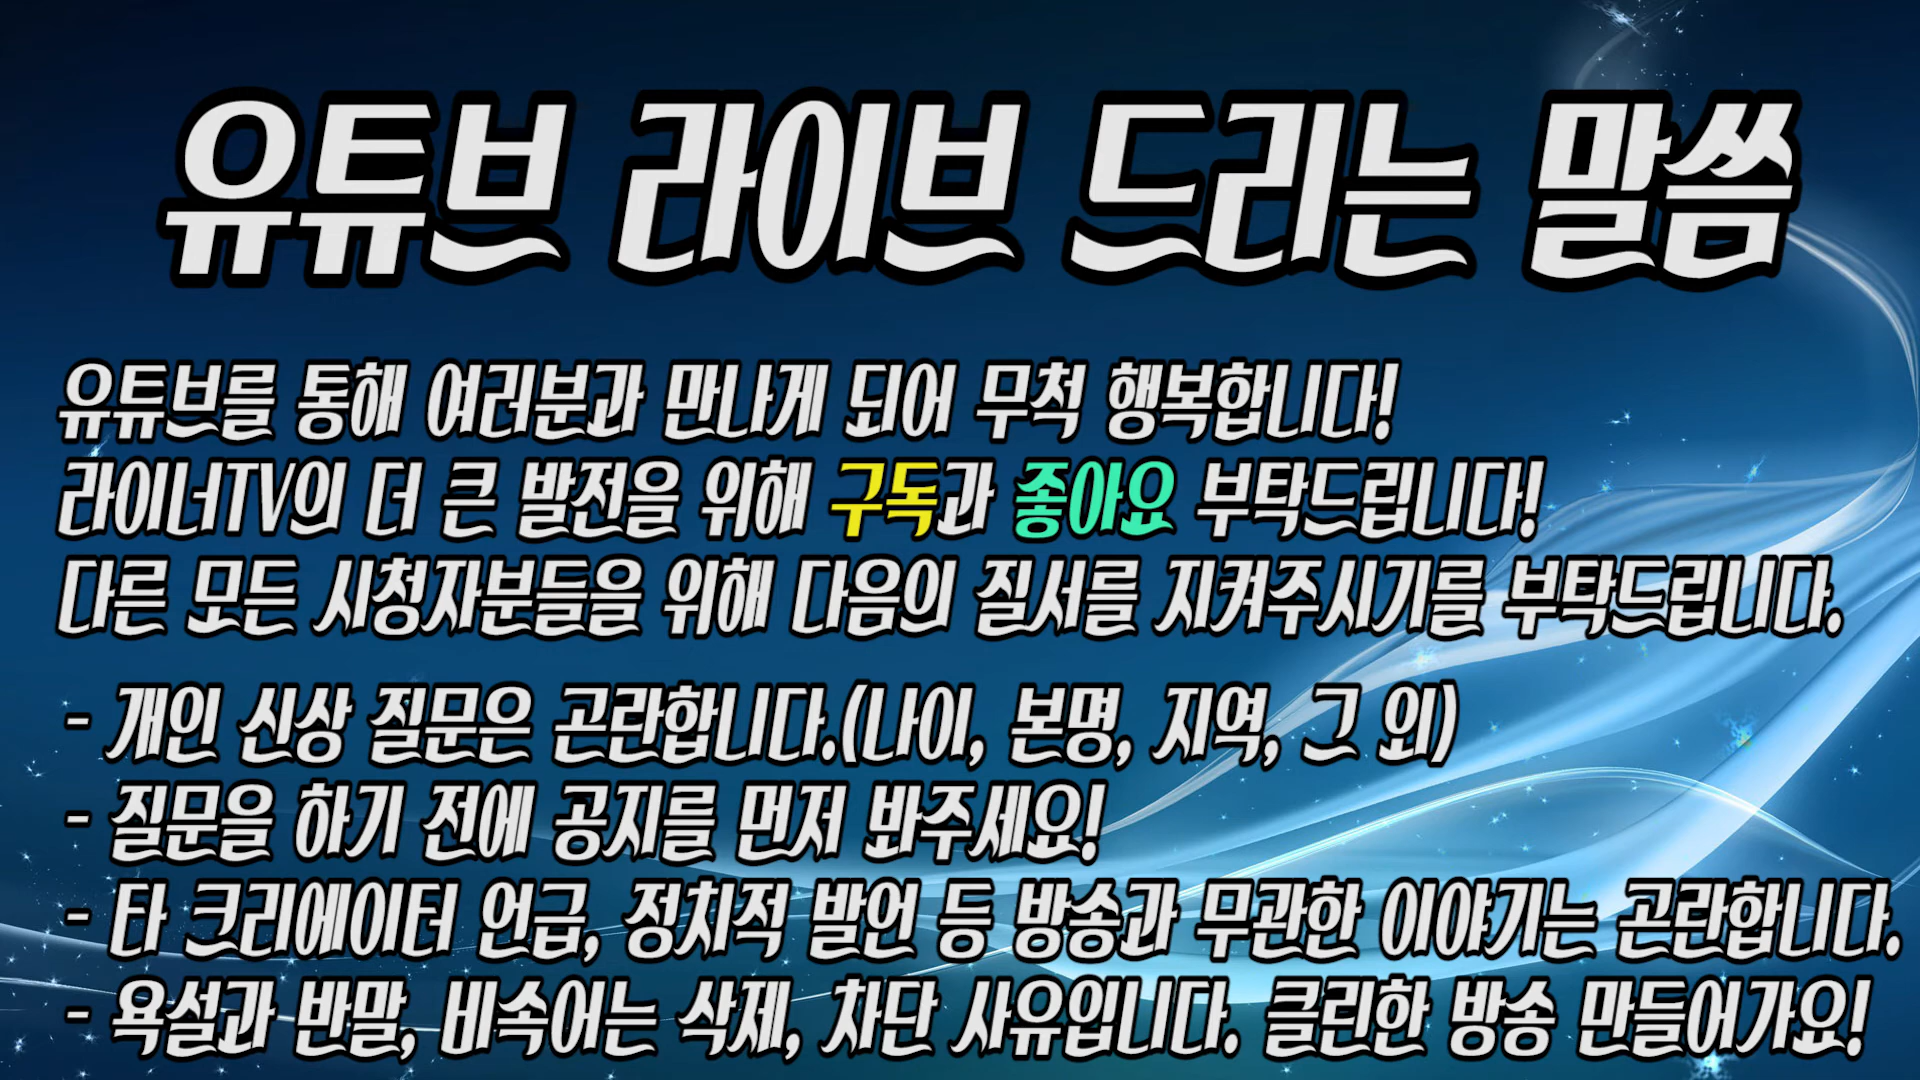 유튜브 라이브 드리는 말씀
유튜브를 통해 여러분과 만나게 되어 무척 행복합니다!
라이너TV의 더 큰 발전을 위해 구독과 좋아요 부탁드립니다!
다른 모든 시청자분들을 위해 다음의 질서를 지켜주시기를 부탁드립니다.
- 개인 신상 질문은 곤란합니다.(나이, 본명, 지역, 그 외)
- 질문을 하기 전에 공지를 먼저 봐주세요!
- 타 크리에이터 언급, 정치적 발언 등 방송과 무관한 이야기는 곤란합니다.
- 욕설과 반말, 비속어는 삭제, 차단 사유입니다. 클린한 방송 만들어가요!